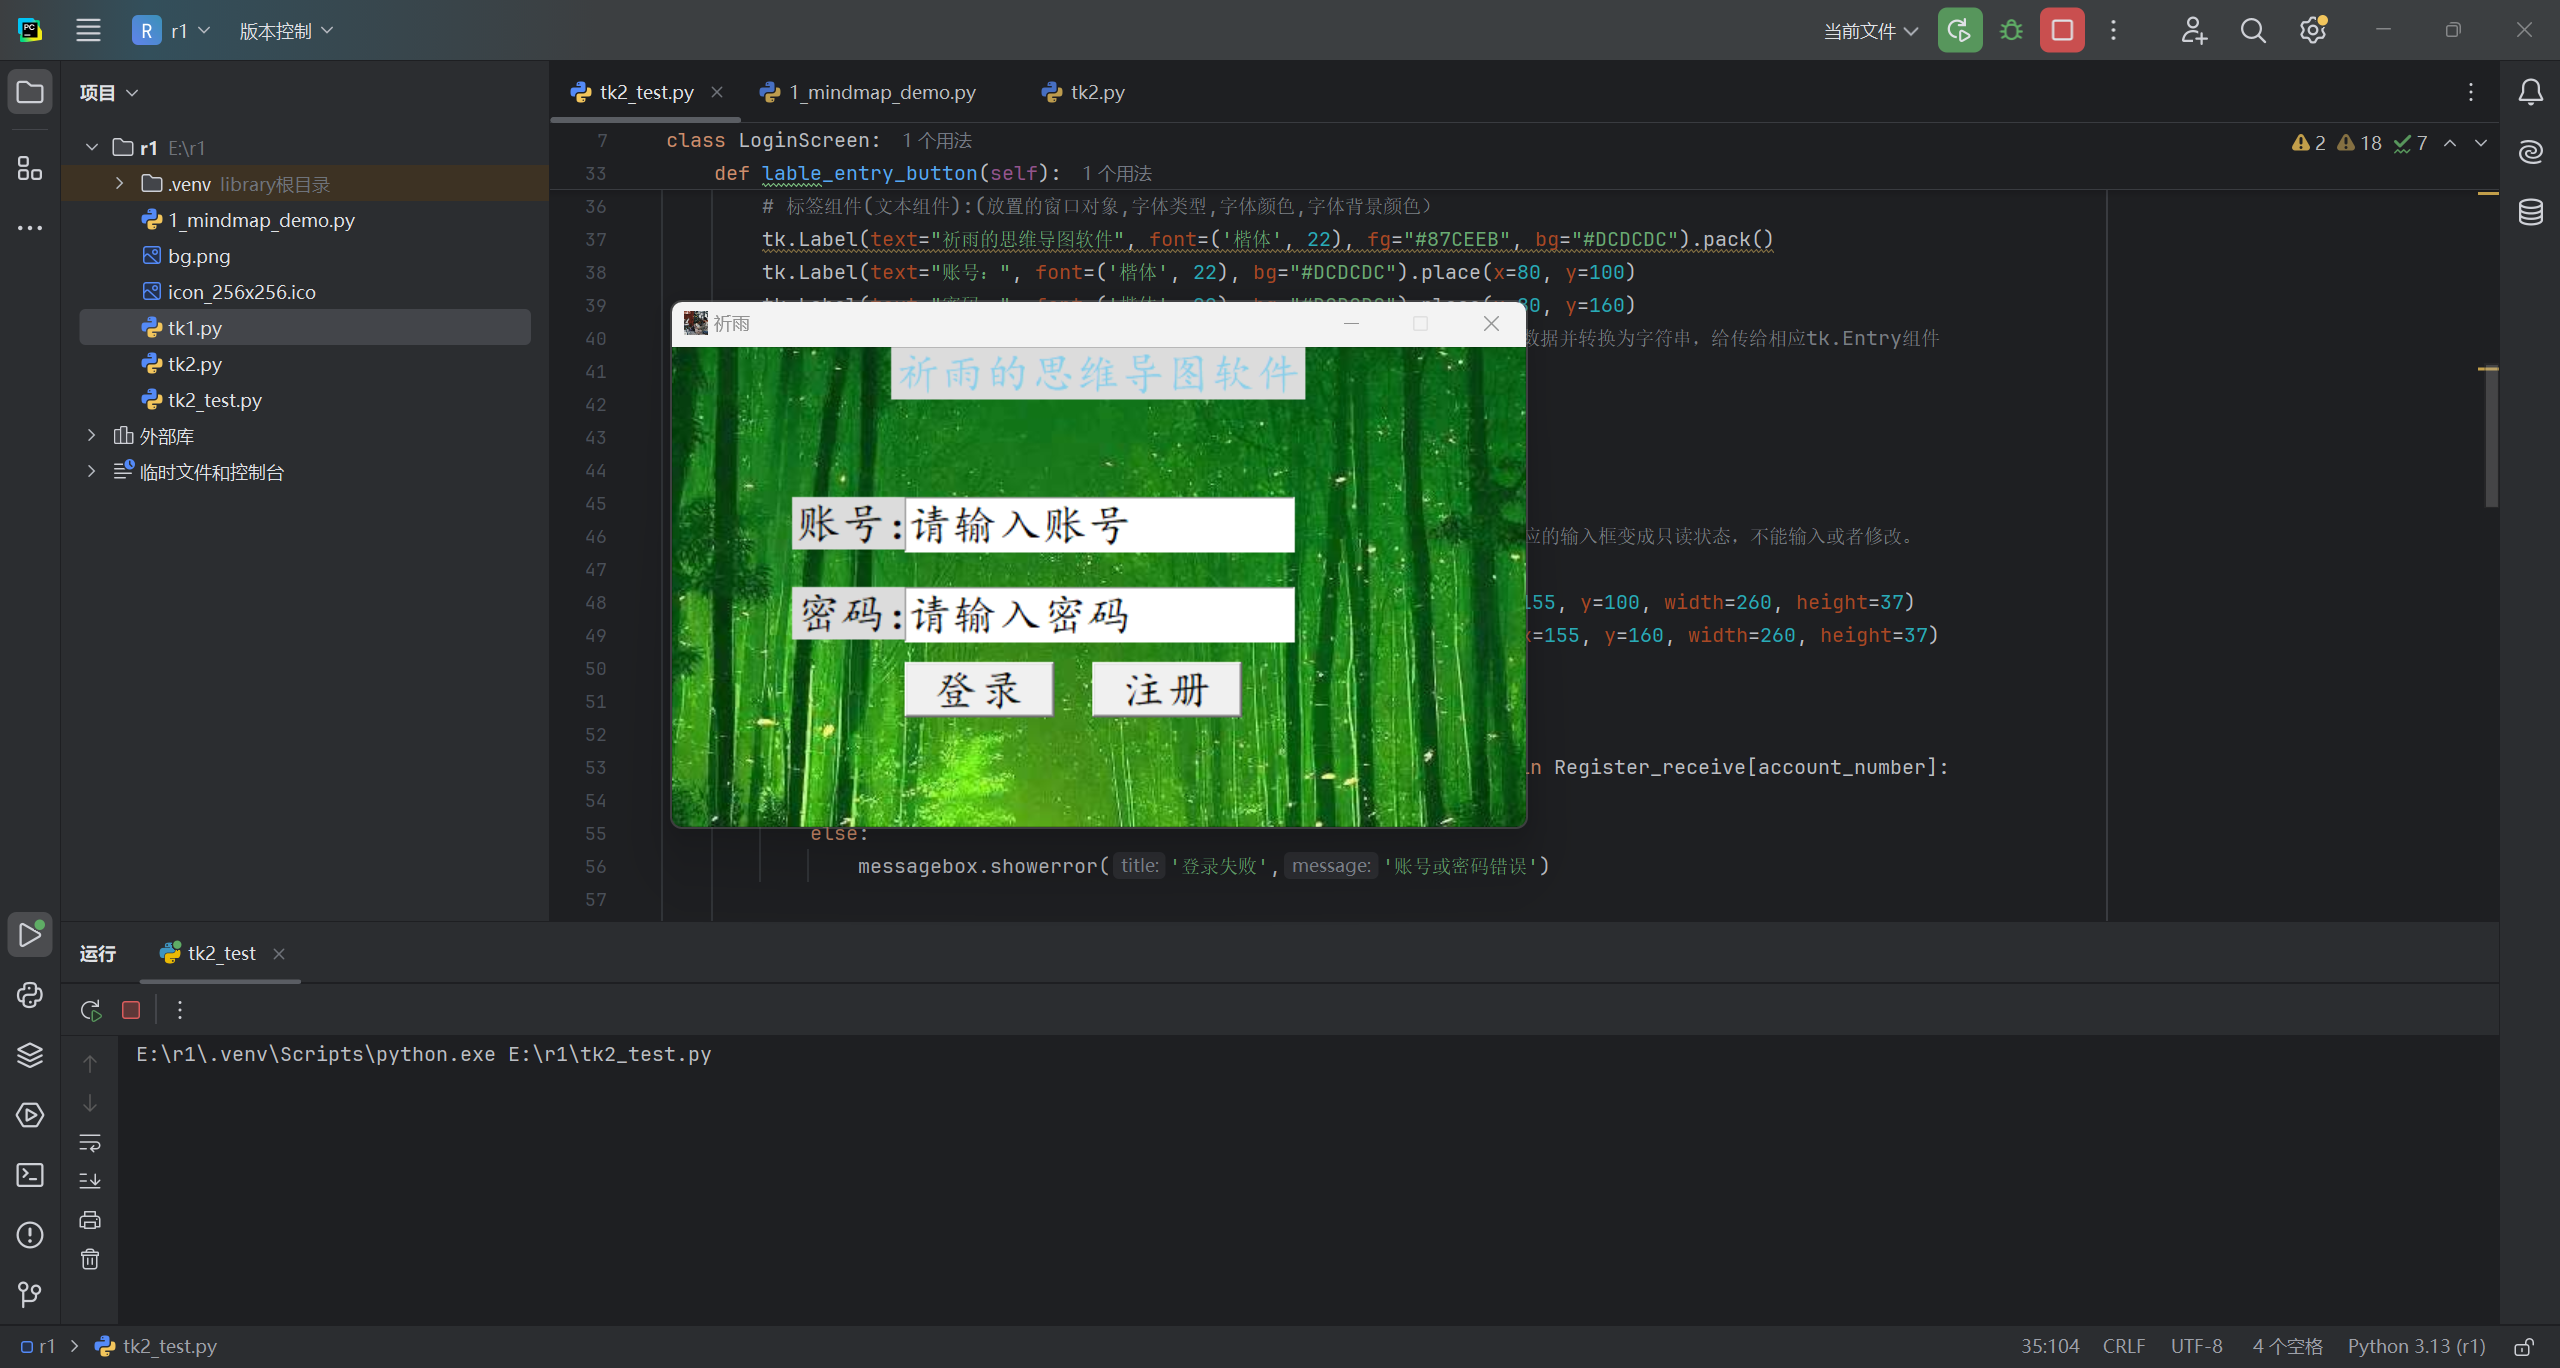 PC
R r1 版本控制
当前文件
项目
tk2_test.py 1_mindmap_demo.py tk2.py
r1 E:\r1
.venv library根目录
1_mindmap_demo.py
bg.png
icon_256x256.ico
tk1.py
tk2.py
tk2_test.py
外部库
临时文件和控制台
2 18 7
7 class LoginScreen: 1个用法
33 def lable_entry_button(self): 1个用法
36 # 标签组件(文本组件):(放置的窗口对象,字体类型,字体颜色,字体背景颜色)
37 tk.Label(text="祈雨的思维导图软件", font=('楷体', 22), fg="#87CEEB", bg="#DCDCDC").pack()
38 tk.Label(text="账号: ", font=('楷体', 22), bg="#DCDCDC").place(x=80, y=100)
39 80, y=160)
祈雨
40 数据并转换为字符串，给传给相应tk.Entry组件
41
祈雨的思维导图软件
42
43
44
45
账号:请输入账号
46 应的输入框变成只读状态，不能输入或者修改。
47
48 155, y=100, width=260, height=37)
密码:请输入密码
49 x=155, y=160, width=260, height=37)
50
登录 注册
51
52
53 in Register_receive[account_number]:
54
55 else:
56 messagebox.showerror( title: '登录失败', message: '账号或密码错误')
57
运行 tk2_test
E:\r1\.venv\Scripts\python.exe E:\r1\tk2_test.py
r1 tk2_test.py
35:104 CRLF UTF-8 4个空格 Python 3.13 (r1)